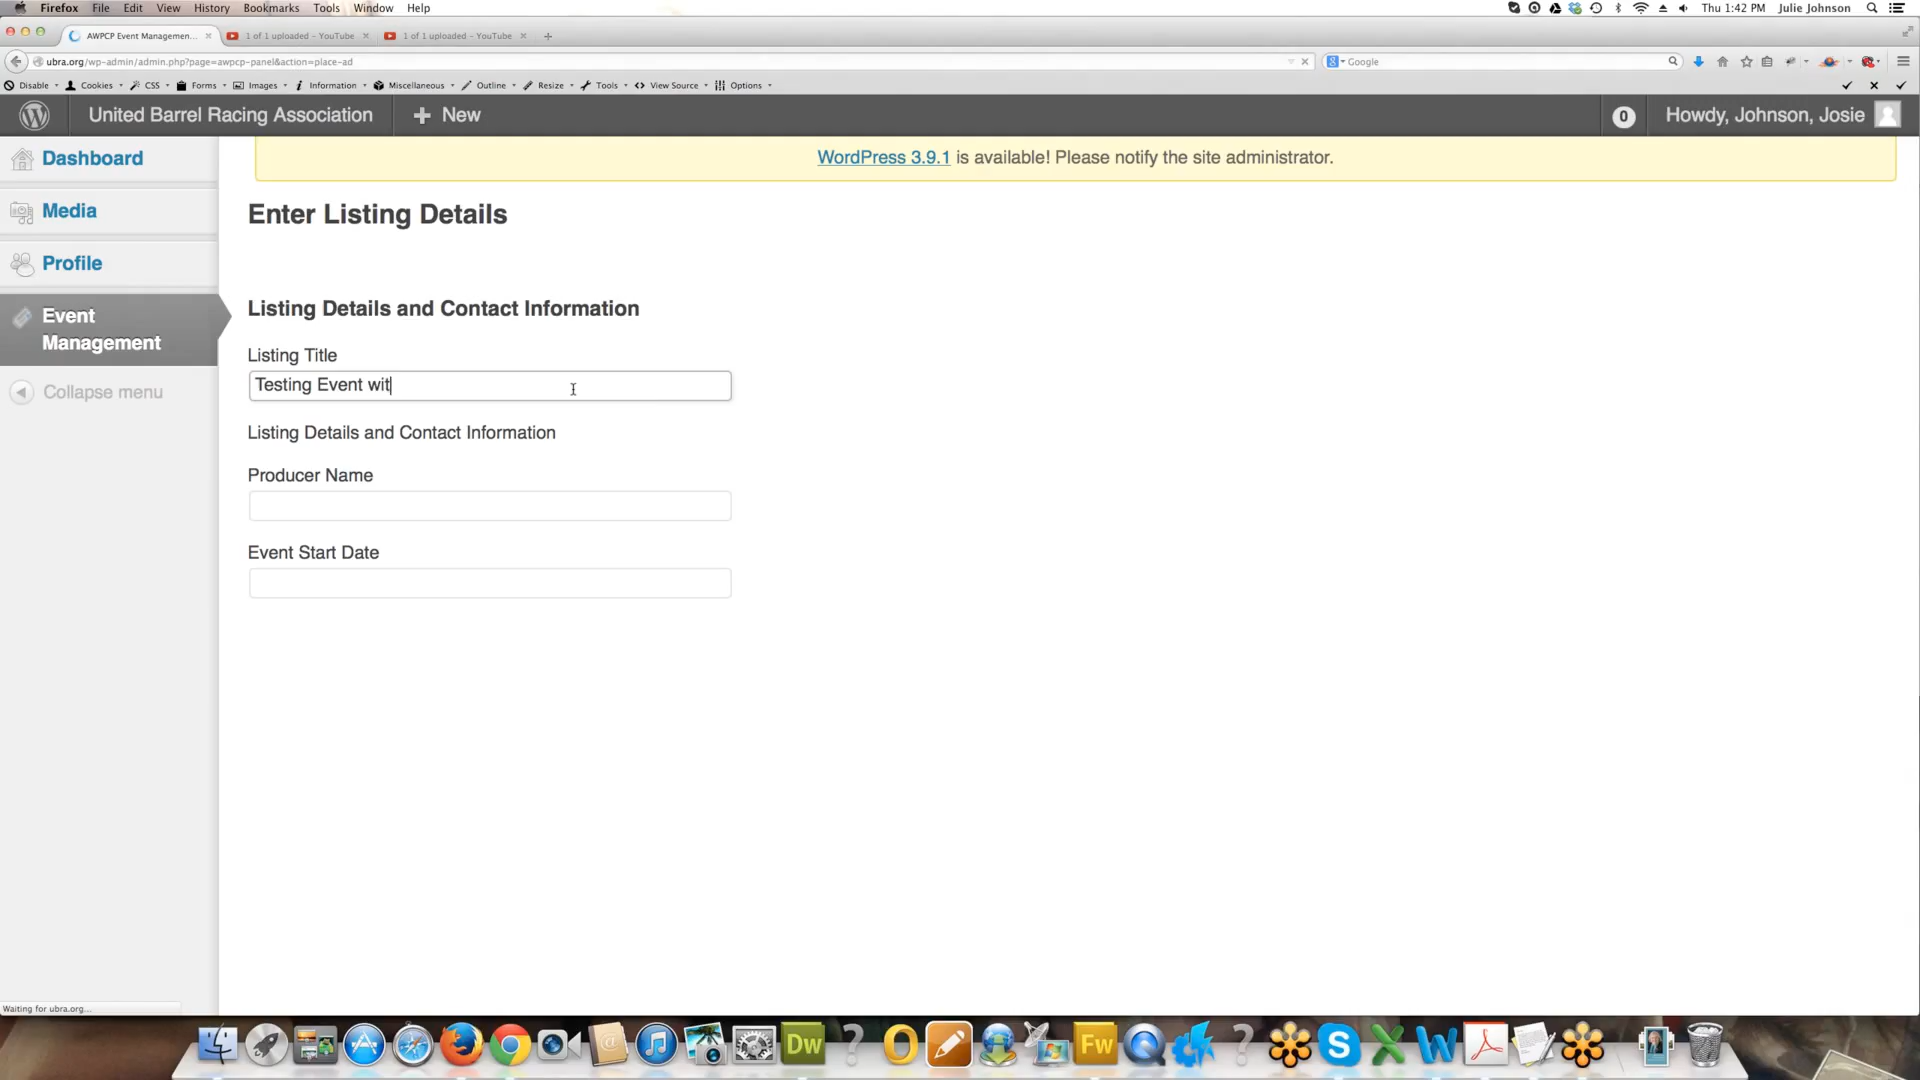 Firefox File Edit View History Bookmarks Tools Window Help Thu 1:42 PM Julie Johnson
AWPCP Event Managemen... 1 of 1 uploaded - YouTube 1 of 1 uploaded - YouTube
ubra.org/wp-admin/admin.php?page=awpcp-panel&action=place-ad Google
Disable Cookies CSS Forms Images Information Miscellaneous Outline Resize Tools View Source Options
United Barrel Racing Association + New 0 Howdy, Johnson, Josie
WordPress 3.9.1 is available! Please notify the site administrator.
Dashboard
Media
Profile
Event
Management
Collapse menu
Enter Listing Details
Listing Details and Contact Information
Listing Title
Testing Event wit
Listing Details and Contact Information
Producer Name
Event Start Date
Waiting for ubra.org...
Dw ? Fw ? S X W